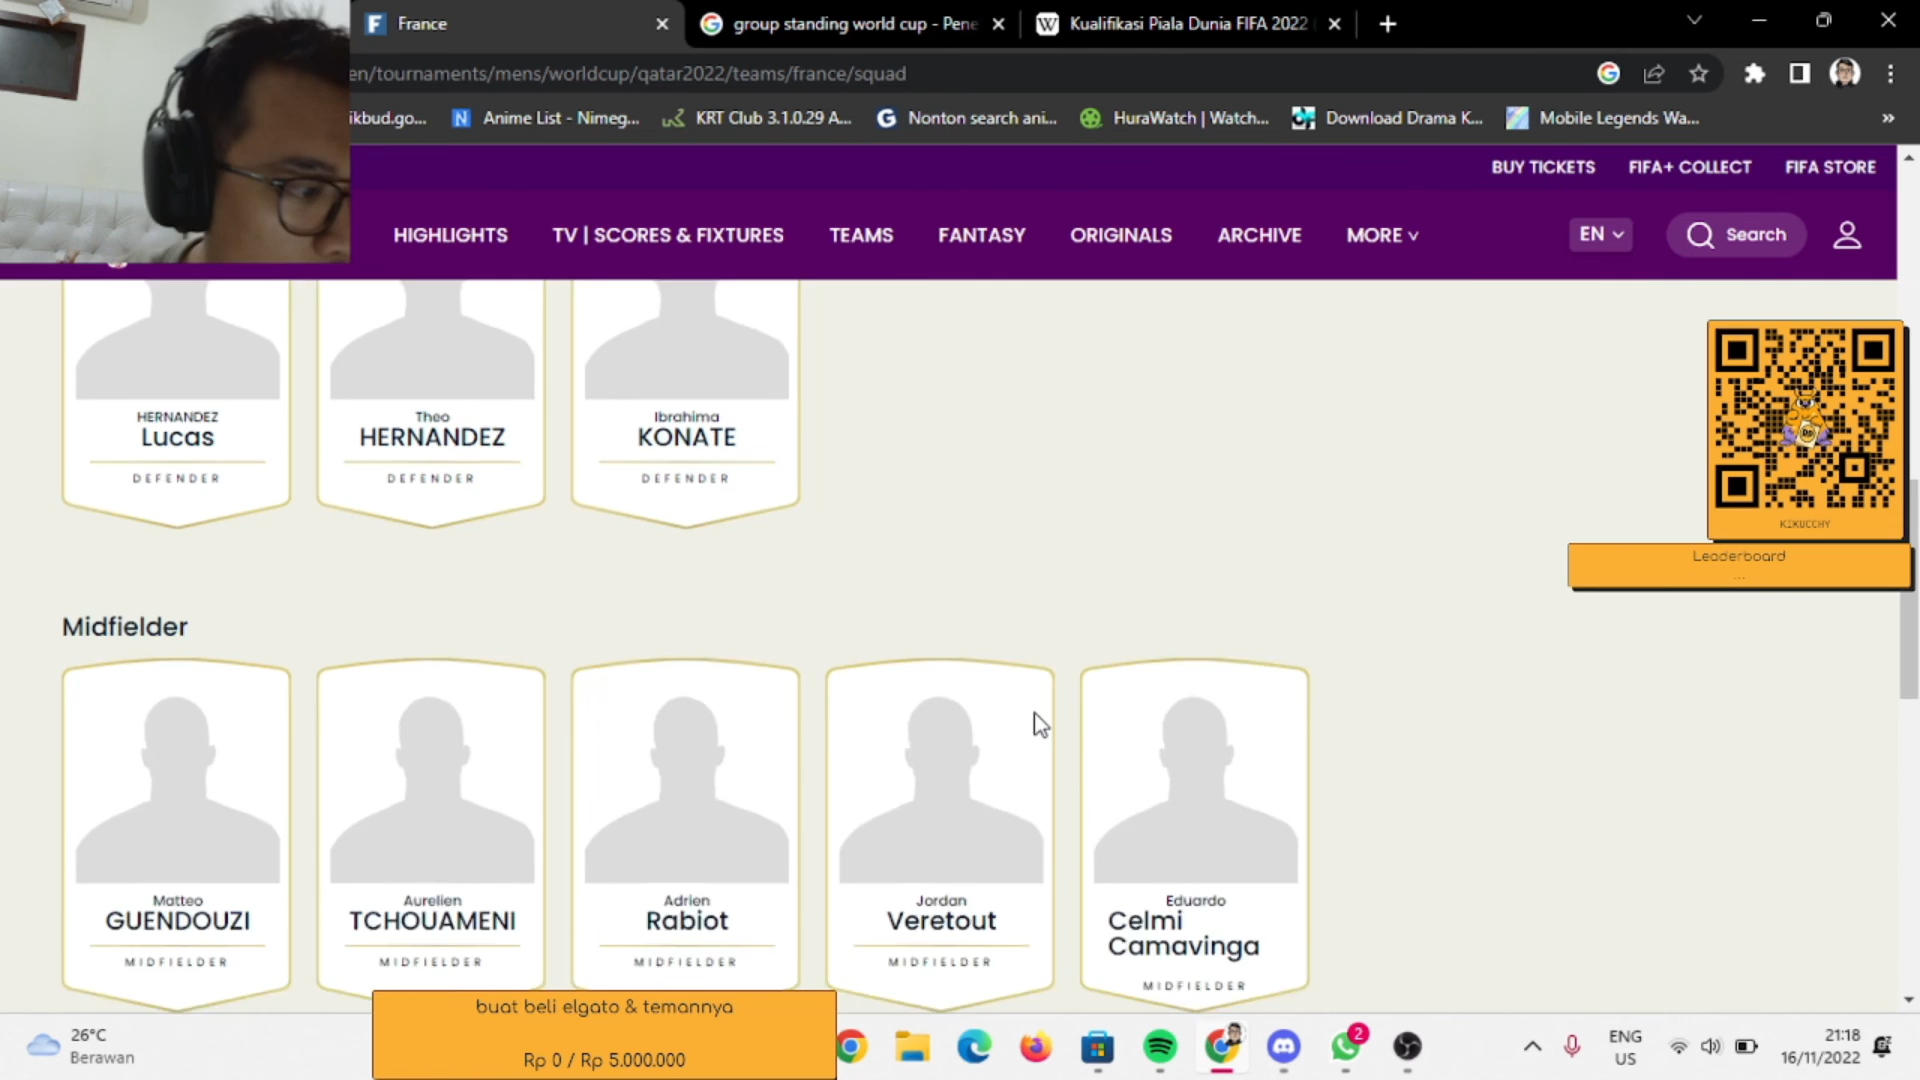 France
group standing world cup - Pene
Kualifikasi Piala Dunia FIFA 2022
en/tournaments/mens/worldcup/qatar2022/teams/france/squad
ikbud.go...
Anime List - Nimeg...
KRT Club 3.1.0.29 A...
Nonton search ani...
HuraWatch | Watch...
Download Drama K...
Mobile Legends Wa...
BUY TICKETS
FIFA+ COLLECT
FIFA STORE
HIGHLIGHTS
TV | SCORES & FIXTURES
TEAMS
FANTASY
ORIGINALS
ARCHIVE
MORE
EN
Search
HERNANDEZ
Lucas
DEFENDER
Theo
HERNANDEZ
DEFENDER
Ibrahima
KONATE
DEFENDER
KIKUCCHY
Leaderboard
...
Midfielder
Matteo
GUENDOUZI
MIDFIELDER
Aurelien
TCHOUAMENI
MIDFIELDER
Adrien
Rabiot
MIDFIELDER
Jordan
Veretout
MIDFIELDER
Eduardo
Celmi
Camavinga
MIDFIELDER
buat beli elgato & temannya
Rp 0 / Rp 5.000.000
26°C
Berawan
2
ENG
US
21:18
16/11/2022